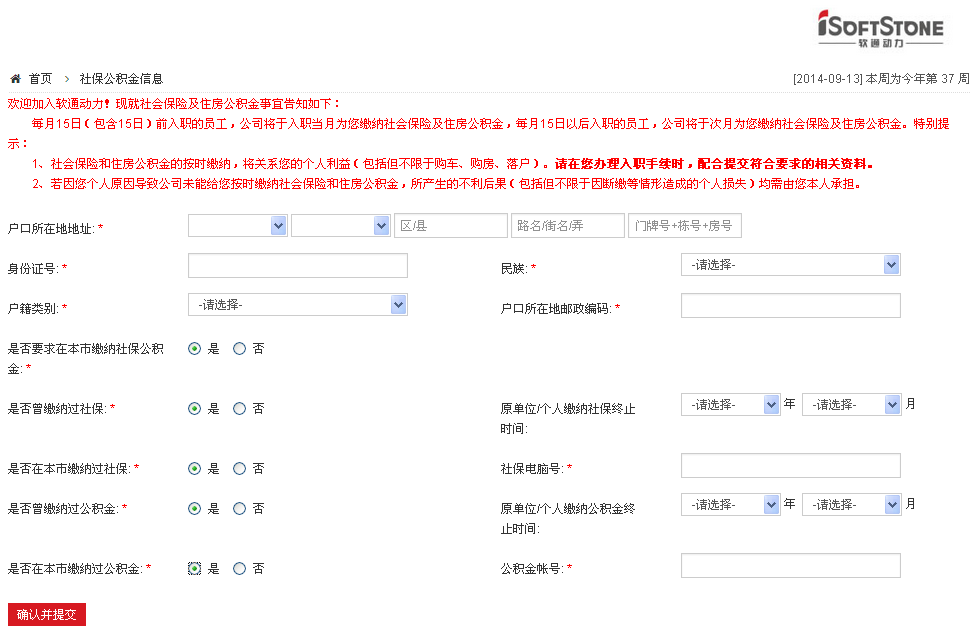 iSOFTSTONE
软通动力
首页 > 社保公积金信息 [2014-09-13] 本周为今年第 37 周
欢迎加入软通动力！现就社会保险及住房公积金事宜告知如下：
每月15日（包含15日）前入职的员工，公司将于入职当月为您缴纳社会保险及住房公积金，每月15日以后入职的员工，公司将于次月为您缴纳社会保险及住房公积金。特别提
示：
1、社会保险和住房公积金的按时缴纳，将关系您的个人利益（包括但不限于购车、购房、落户）。请在您办理入职手续时，配合提交符合要求的相关资料。
2、若因您个人原因导致公司未能给您按时缴纳社会保险和住房公积金，所产生的不利后果（包括但不限于因断缴等情形造成的个人损失）均需由您本人承担。
户口所在地地址: * 区/县 路名/街名/弄 门牌号+栋号+房号
身份证号: * 民族: * -请选择-
户籍类别: * -请选择- 户口所在地邮政编码: *
是否要求在本市缴纳社保公积 是 否
金: *
是否曾缴纳过社保: * 是 否 原单位/个人缴纳社保终止 -请选择- 年 -请选择- 月
时间:
是否在本市缴纳过社保: * 是 否 社保电脑号: *
是否曾缴纳过公积金: * 是 否 原单位/个人缴纳公积金终 -请选择- 年 -请选择- 月
止时间:
是否在本市缴纳过公积金: * 是 否 公积金帐号: *
确认并提交